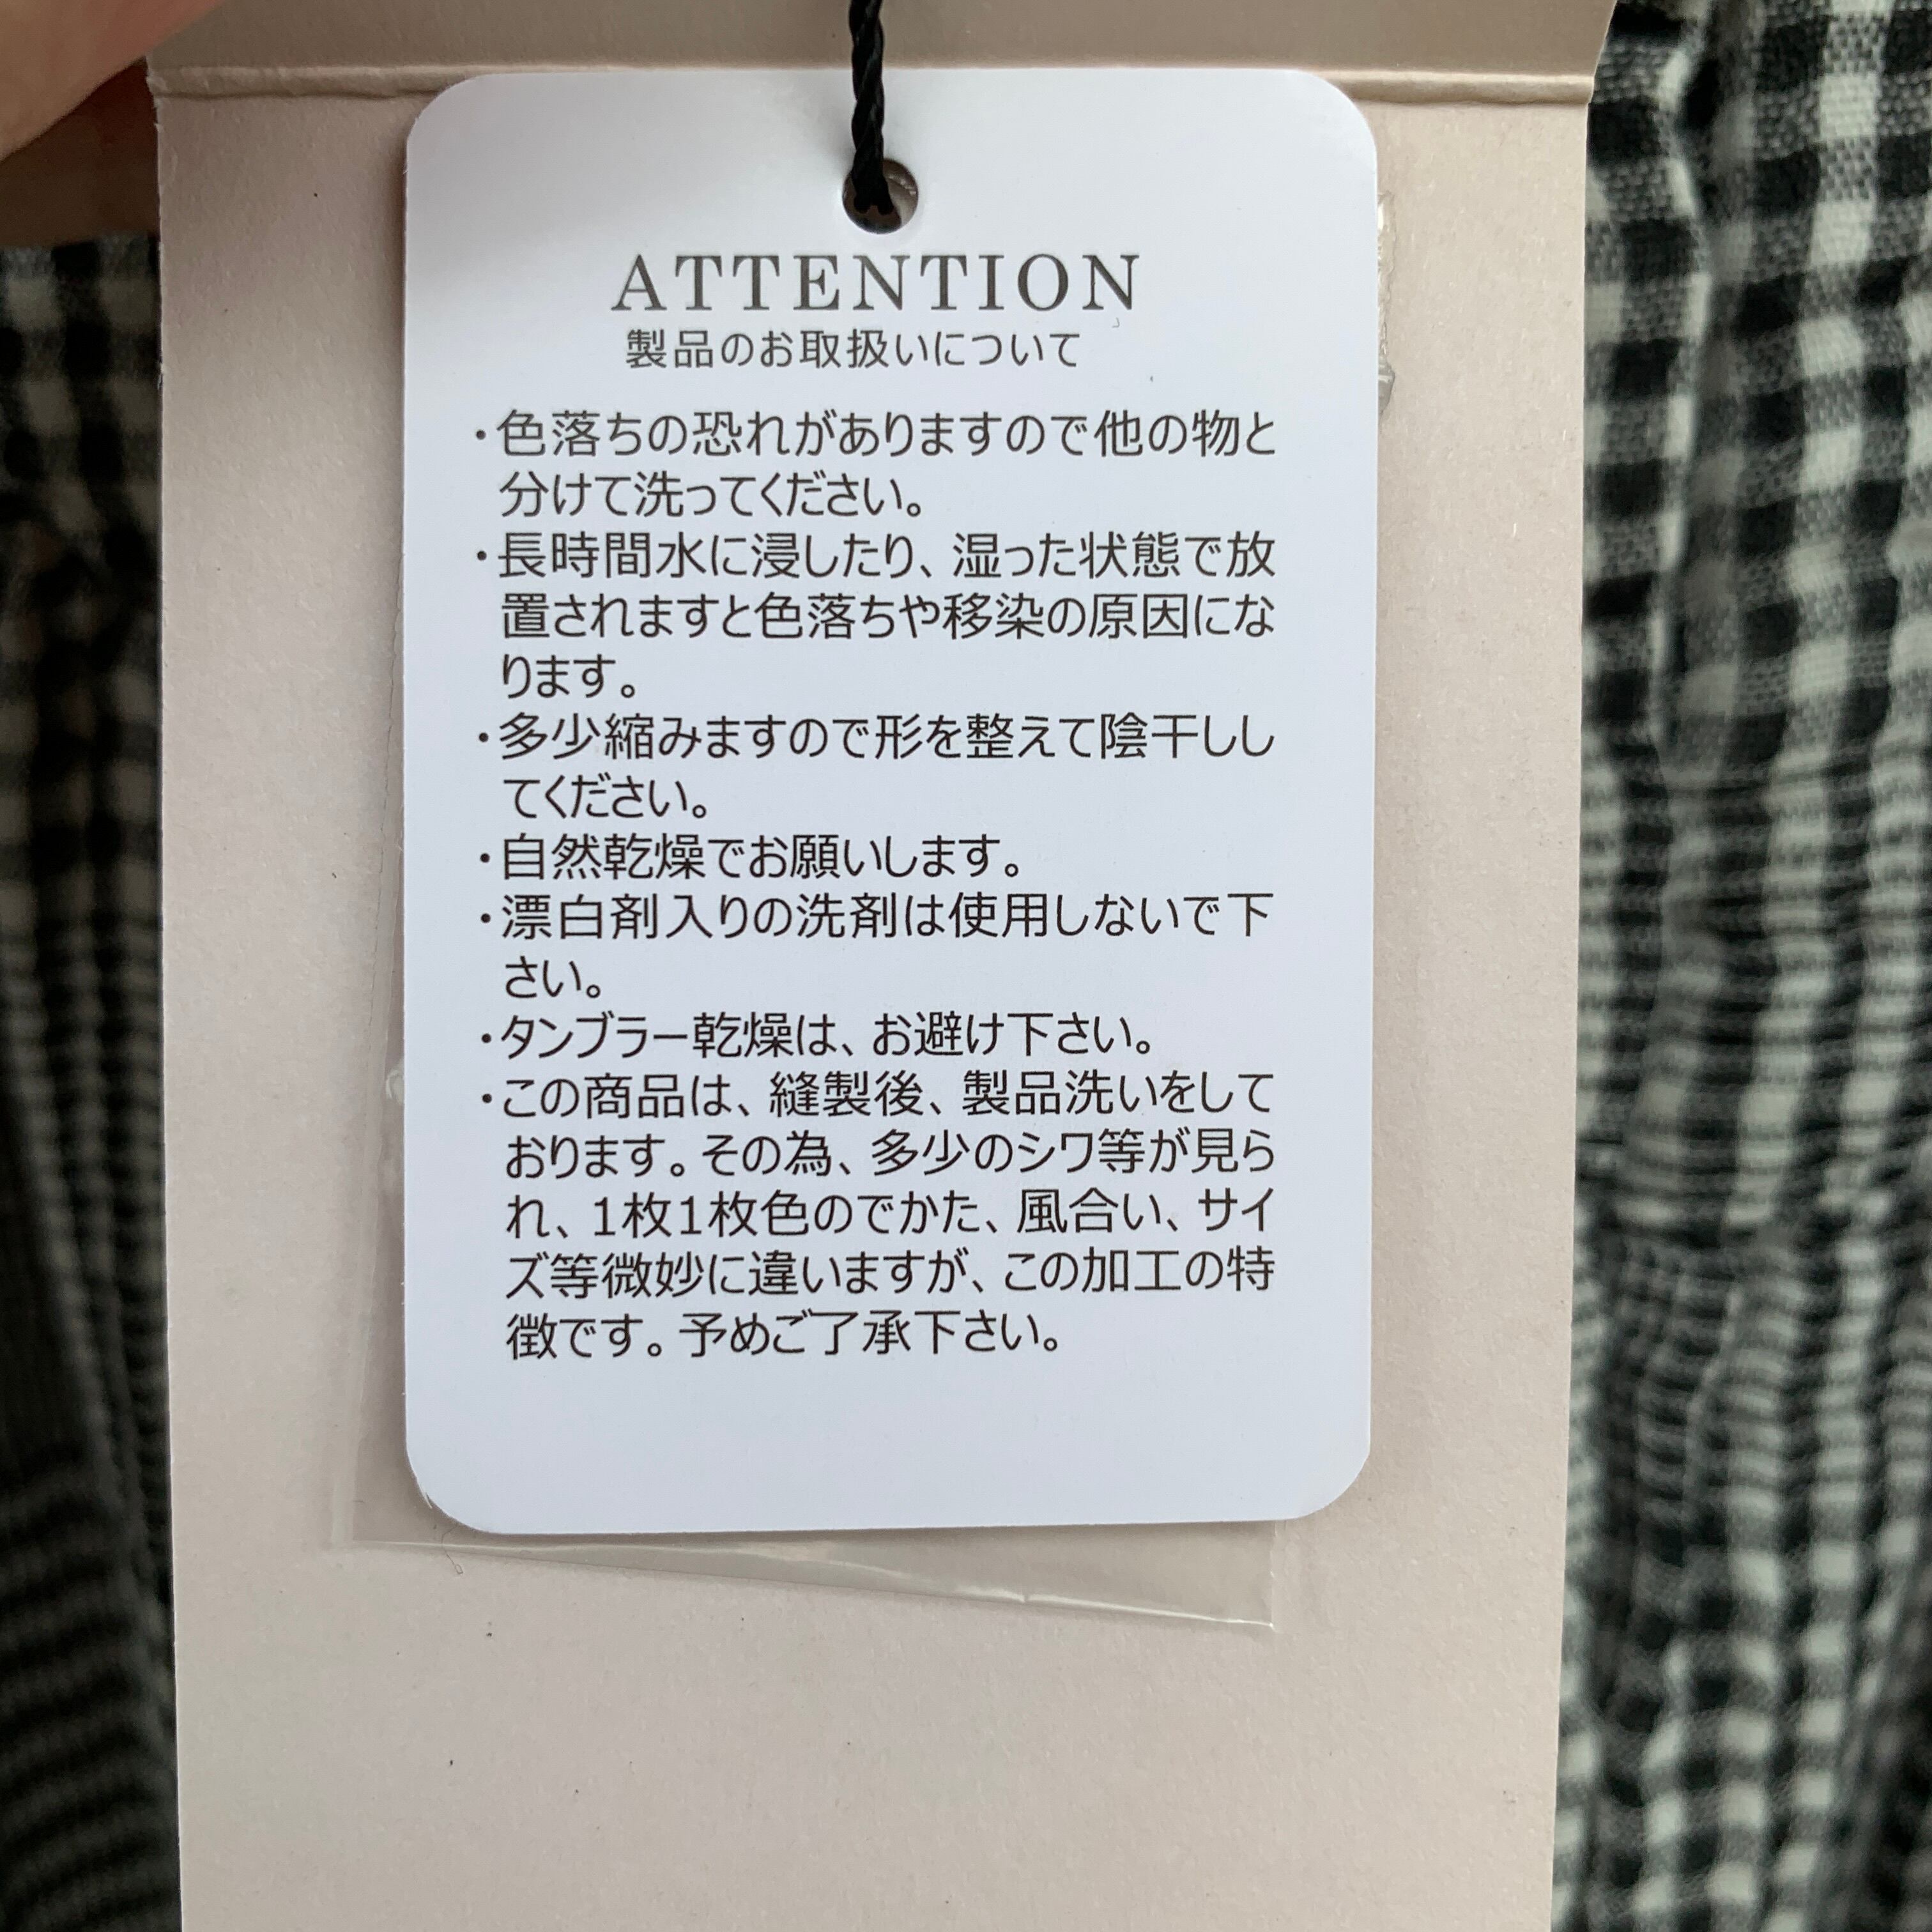 ATTENTION
製品のお取扱いについて
・色落ちの恐れがありますので他の物と
分けて洗ってください。
・長時間水に浸したり、湿った状態で放
置されますと色落ちや移染の原因にな
ります。
・多少縮みますので形を整えて陰干しし
てください。
・自然乾燥でお願いします。
・漂白剤入りの洗剤は使用しないで下
さい。
・タンブラー乾燥は、お避け下さい。
・この商品は、縫製後、製品洗いをして
おります。その為、多少のシワ等が見ら
れ、1枚1枚色のでかた、風合い、サイ
ズ等微妙に違いますが、この加工の特
徴です。予めご了承下さい。